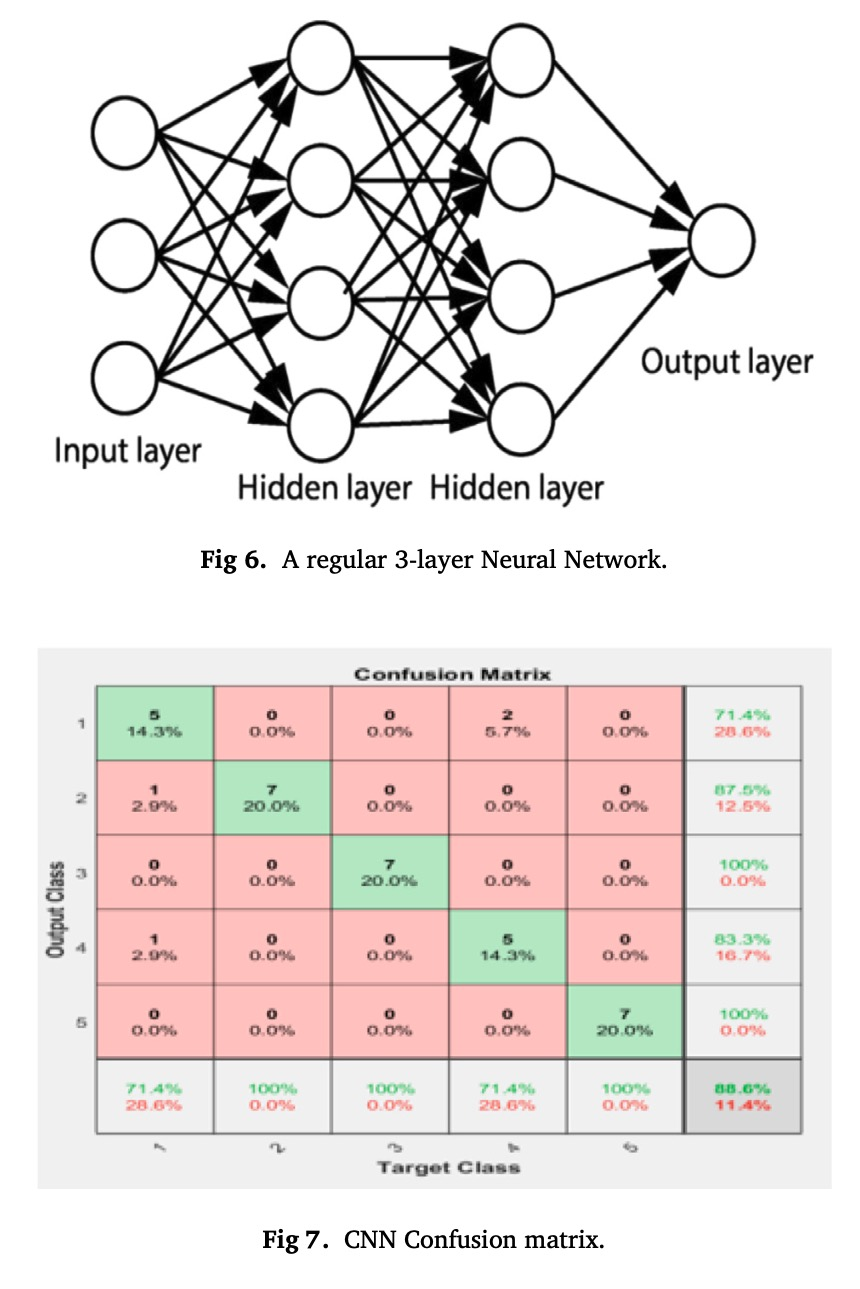 Output layer
Input layer
Hidden layer Hidden layer
Fig 6. A regular 3-layer Neural Network.
Confusion Matrix
1 5 0 0 2 0 71.4%
14.3% 0.0% 0.0% 5.7% 0.0% 28.6%
2 1 7 0 0 0 87.5%
2.9% 20.0% 0.0% 0.0% 0.0% 12.5%
3 0 0 7 0 0 100%
0.0% 0.0% 20.0% 0.0% 0.0% 0.0%
4 1 0 0 5 0 83.3%
2.9% 0.0% 0.0% 14.3% 0.0% 16.7%
5 0 0 0 0 7 100%
0.0% 0.0% 0.0% 0.0% 20.0% 0.0%
71.4% 100% 100% 71.4% 100% 88.6%
28.6% 0.0% 0.0% 28.6% 0.0% 11.4%
1 2 3 4 5
Output Class
Target Class
Fig 7. CNN Confusion matrix.